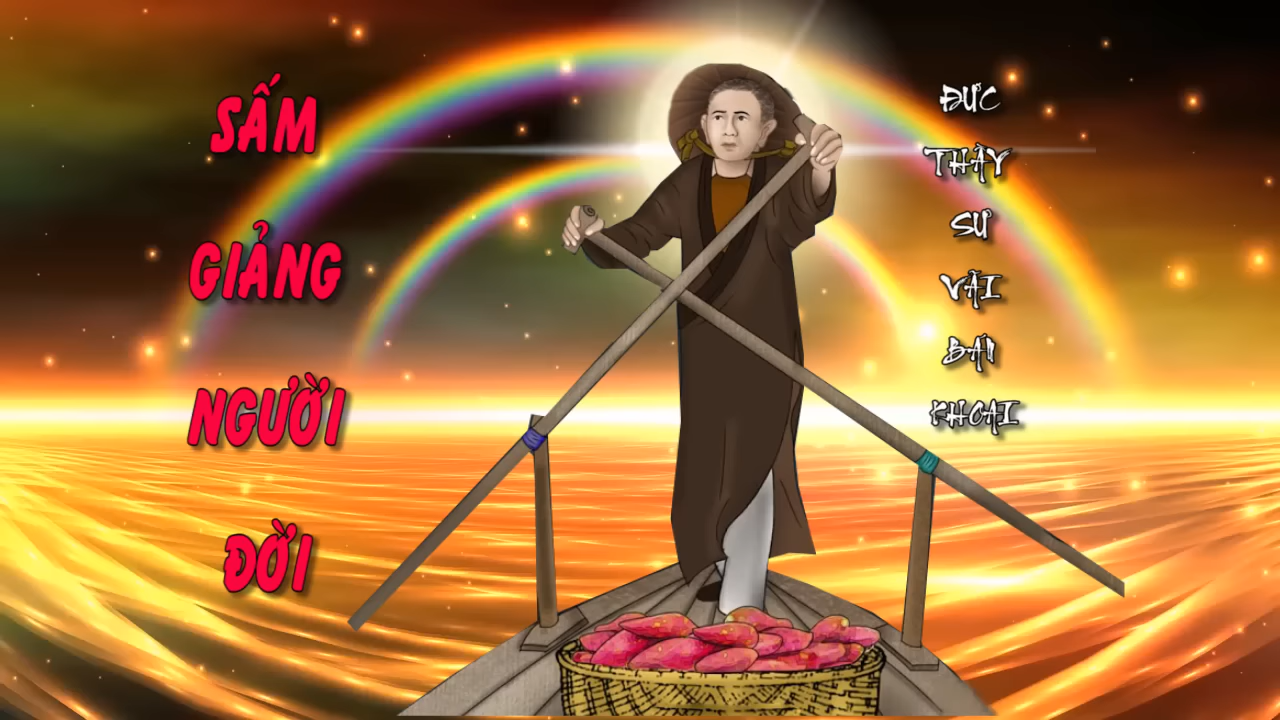 SẤM
GIẢNG
NGƯỜI
ĐỜI
ĐỨC
THẦY
SƯ
VÃI
BÁN
KHOAI